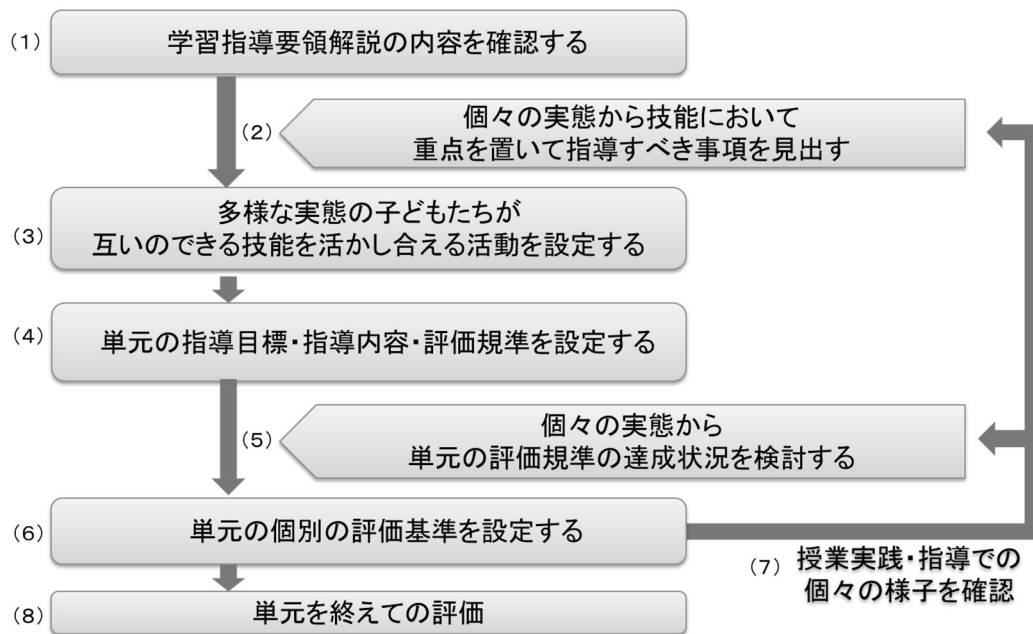 (1) 学習指導要領解説の内容を確認する
(2) 個々の実態から技能において
重点を置いて指導すべき事項を見出す
(3) 多様な実態の子どもたちが
互いのできる技能を活かし合える活動を設定する
(4) 単元の指導目標・指導内容・評価規準を設定する
(5) 個々の実態から
単元の評価規準の達成状況を検討する
(6) 単元の個別の評価基準を設定する
(7) 授業実践・指導での
個々の様子を確認
(8) 単元を終えての評価